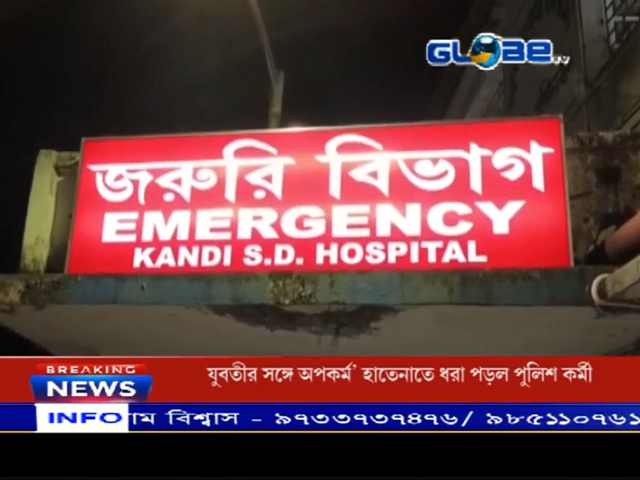 GLOBE TV
জরুরি বিভাগ
EMERGENCY
KANDI S.D. HOSPITAL
BREAKING
NEWS
যুবতীর সঙ্গে অপকর্ম' হাতেনাতে ধরা পড়ল পুলিশ কর্মী
INFO
বিশ্বাস - ৯৭৩৩৭৩৭৪৭৬/ ৯৮৫১১০৭৬১